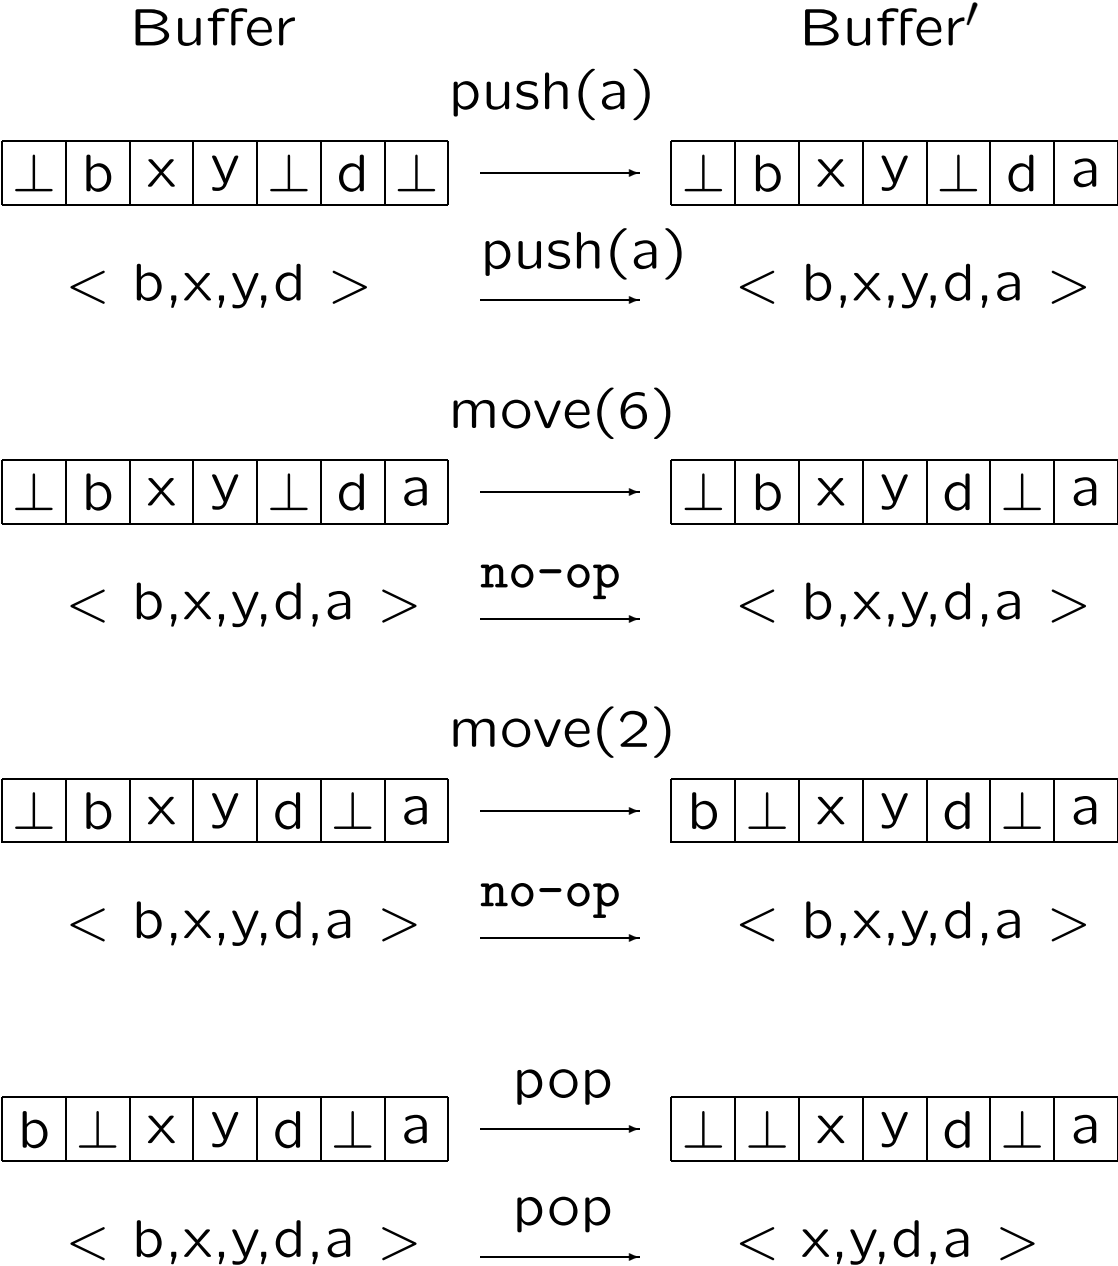 Buffer Buffer′
push(a)
⊥ b x y ⊥ d ⊥ ⊥ b x y ⊥ d a
push(a)
< b,x,y,d > < b,x,y,d,a >
move(6)
⊥ b x y ⊥ d a ⊥ b x y d ⊥ a
no-op
< b,x,y,d,a > < b,x,y,d,a >
move(2)
⊥ b x y d ⊥ a b ⊥ x y d ⊥ a
no-op
< b,x,y,d,a > < b,x,y,d,a >
pop
b ⊥ x y d ⊥ a ⊥ ⊥ x y d ⊥ a
pop
< b,x,y,d,a > < x,y,d,a >